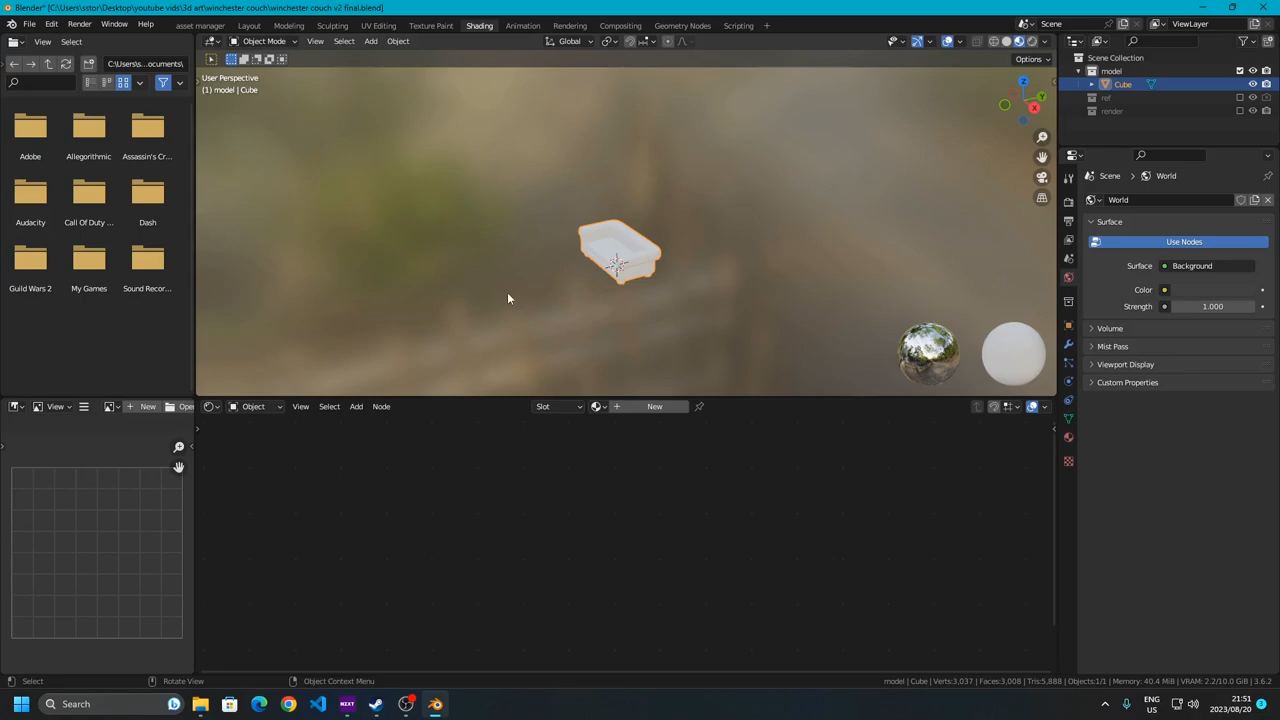 Blender* [C:\Users\sstor\Desktop\youtube vids\3d art\winchester couch\winchester couch v2 final.blend]
File Edit Render Window Help asset manager Layout Modeling Sculpting UV Editing Texture Paint Shading Animation Rendering Compositing Geometry Nodes Scripting + Scene ViewLayer
View Select Object Mode View Select Add Object Global
C:\Users\s...ocuments\ Options Scene Collection
User Perspective
(1) model | Cube
model
Cube
ref
render
Adobe Allegorithmic Assassin's Cr...
Audacity Call Of Duty ... Dash
Guild Wars 2 My Games Sound Recor...
Z
Y
X
Scene World
World
Surface
Use Nodes
Surface Background
Color
Strength 1.000
Volume
Mist Pass
Viewport Display
Custom Properties
View New Open Object View Select Add Node Slot New
Select Rotate View Object Context Menu model | Cube | Verts:3,037 | Faces:3,008 | Tris:5,888 | Objects:1/1 | Memory: 40.4 MiB | VRAM: 2.2/10.0 GiB | 3.6.2
Search NZXT ENG US 21:51 2023/08/20 3